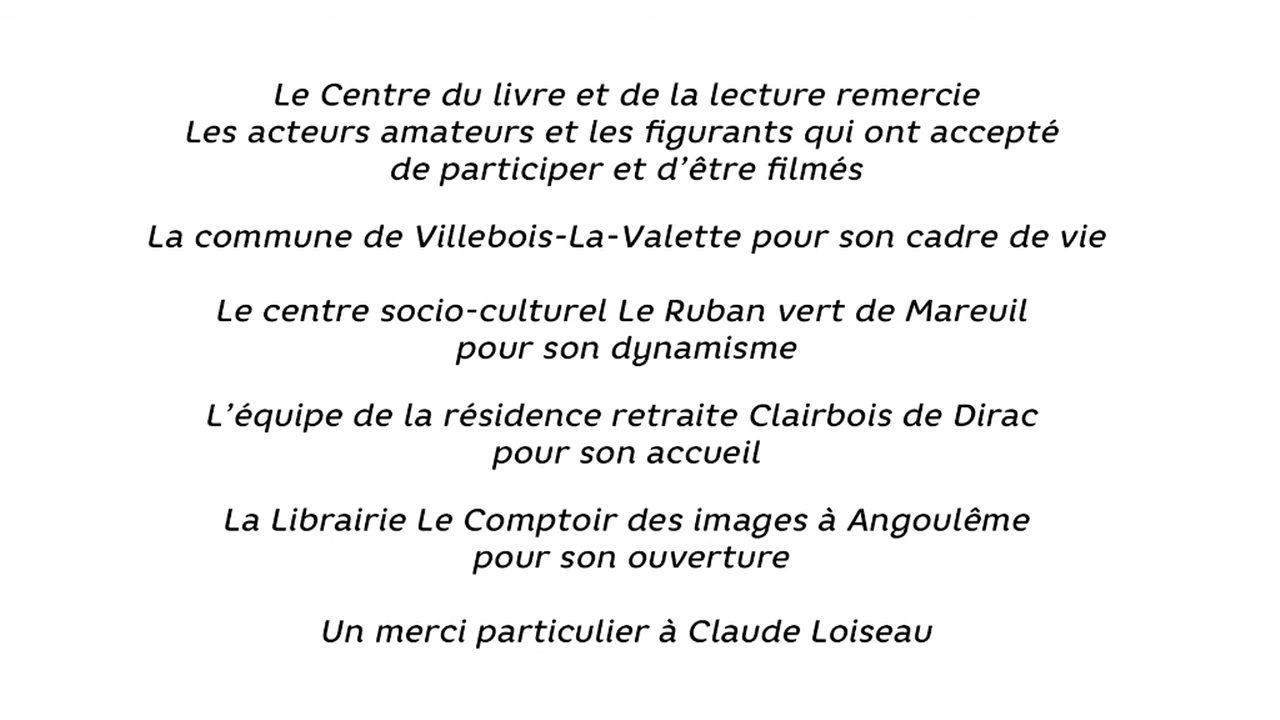 Le Centre du livre et de la lecture remercie
Les acteurs amateurs et les figurants qui ont accepté
de participer et d’être filmés
La commune de Villebois-La-Valette pour son cadre de vie
Le centre socio-culturel Le Ruban vert de Mareuil
pour son dynamisme
L’équipe de la résidence retraite Clairbois de Dirac
pour son accueil
La Librairie Le Comptoir des images à Angoulême
pour son ouverture
Un merci particulier à Claude Loiseau